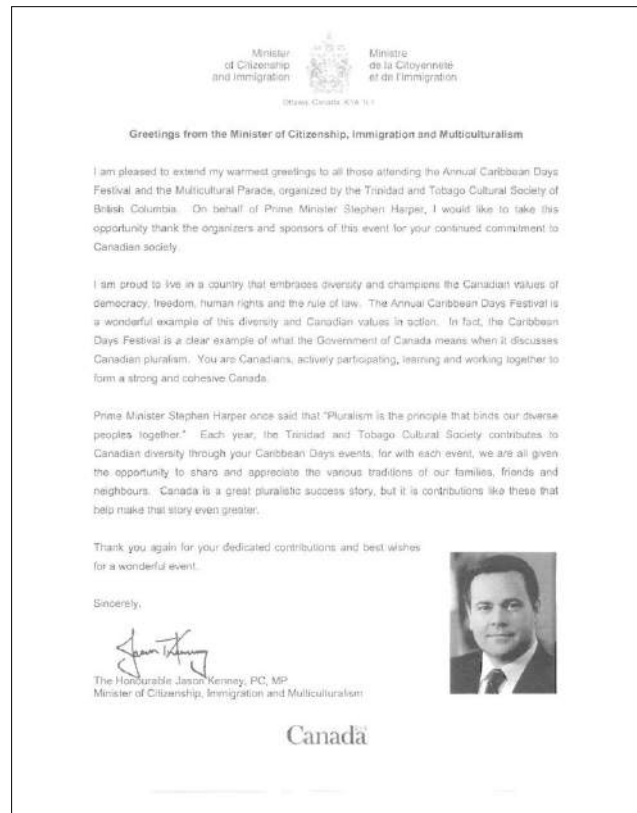 Minister
of Citizenship
and Immigration
Ministre
de la Citoyenneté
et de l'Immigration
Ottawa, Canada K1A 1L1
Greetings from the Minister of Citizenship, Immigration and Multiculturalism
I am pleased to extend my warmest greetings to all those attending the Annual Caribbean Days
Festival and the Multicultural Parade, organized by the Trinidad and Tobago Cultural Society of
British Columbia. On behalf of Prime Minister Stephen Harper, I would like to take this
opportunity thank the organizers and sponsors of this event for your continued commitment to
Canadian society.
I am proud to live in a country that embraces diversity and champions the Canadian values of
democracy, freedom, human rights and the rule of law. The Annual Caribbean Days Festival is
a wonderful example of this diversity and Canadian values in action. In fact, the Caribbean
Days Festival is a clear example of what the Government of Canada means when it discusses
Canadian pluralism. You are Canadians, actively participating, learning and working together to
form a strong and cohesive Canada.
Prime Minister Stephen Harper once said that "Pluralism is the principle that binds our diverse
peoples together." Each year, the Trinidad and Tobago Cultural Society contributes to
Canadian diversity through your Caribbean Days events, for with each event, we are all given
the opportunity to share and appreciate the various traditions of our families, friends and
neighbours. Canada is a great pluralistic success story, but it is contributions like these that
help make that story even greater.
Thank you again for your dedicated contributions and best wishes
for a wonderful event.
Sincerely,
Jason T. Kenney
The Honourable Jason Kenney, PC, MP
Minister of Citizenship, Immigration and Multiculturalism
Canada